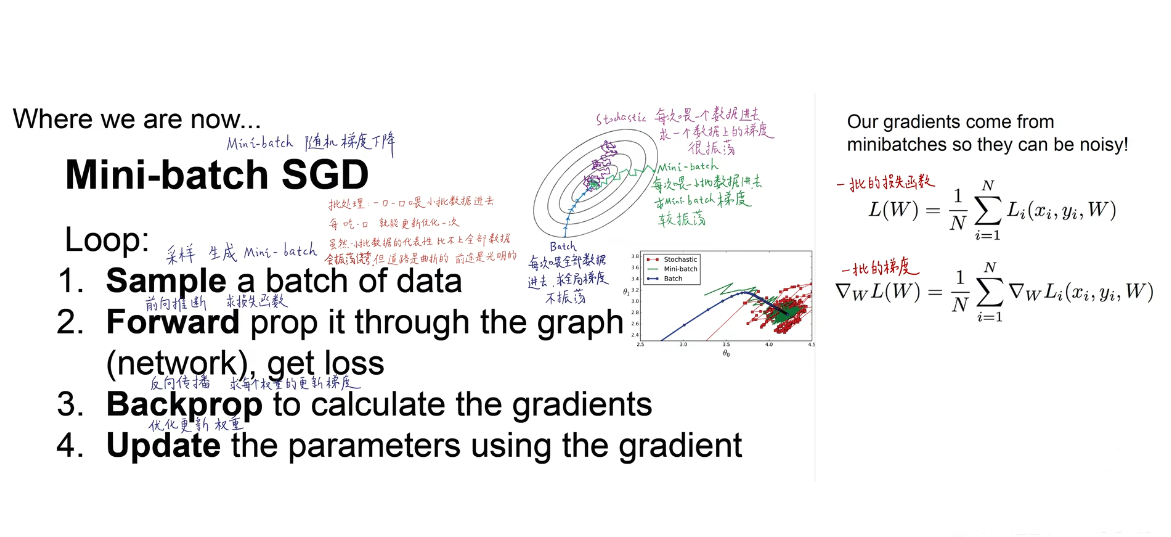 Where we are now...
Mini-batch 随机梯度下降
Mini-batch SGD
批处理：一口一口喂小批数据进去
每吃一口 就能更新优化一次
虽然小批数据的代表性比不上全部数据
会振荡 但道路是曲折的 前途是光明的
Loop:
采样 生成 Mini-batch
1. Sample a batch of data
前向推断 求损失函数
2. Forward prop it through the graph
(network), get loss
反向传播 求每个权重的更新梯度
3. Backprop to calculate the gradients
优化更新权重
4. Update the parameters using the gradient
Stochastic 每次喂一个数据进去
求一个数据上的梯度
很振荡
Mini-batch
每次喂一小批数据进去
求Mini batch梯度
较振荡
Batch
每次喂全部数据
进去 求全局梯度
不振荡
Stochastic
Mini-batch
Batch
3.8
3.6
3.4
3.2
3.0
2.8
2.6
2.4
θ₁
2.5 3.0 3.5 4.0 4.5
θ₀
Our gradients come from
minibatches so they can be noisy!
一批的损失函数
L(W) = \frac{1}{N} \sum_{i=1}^{N} L_i(x_i, y_i, W)
一批的梯度
∇_W L(W) = \frac{1}{N} \sum_{i=1}^{N} ∇_W L_i(x_i, y_i, W)